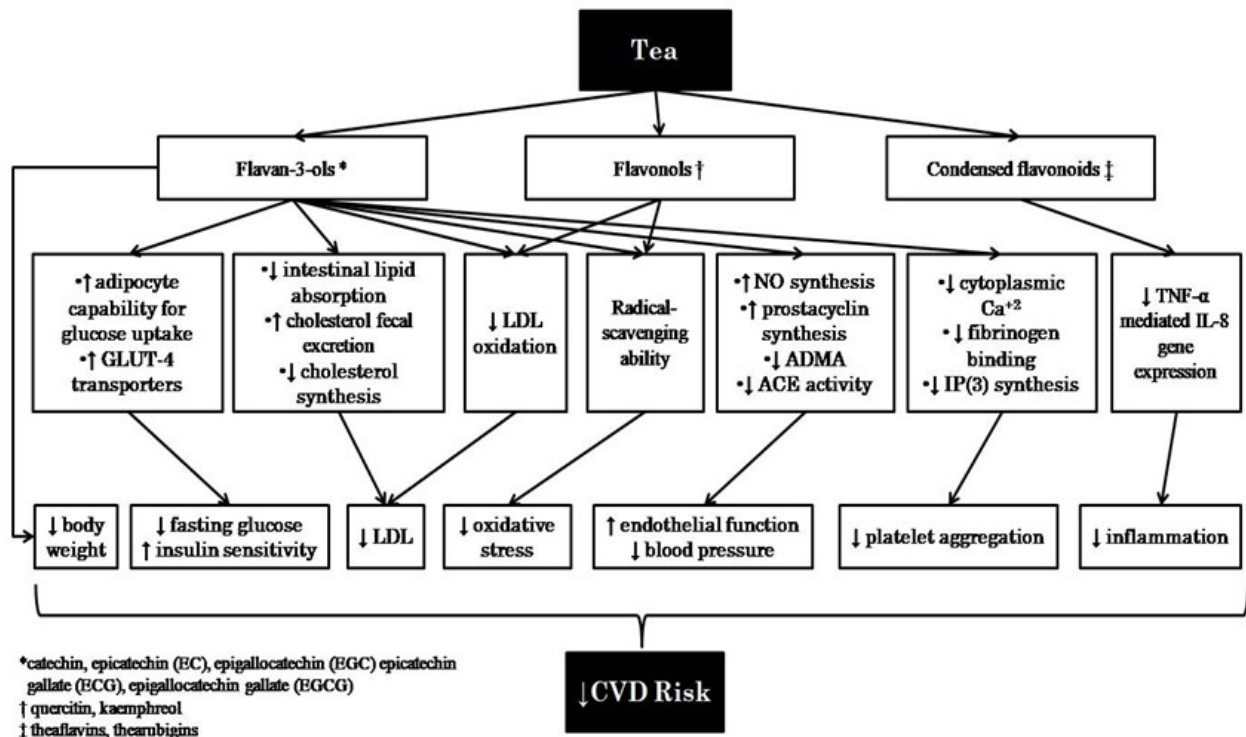 Tea
Flavan-3-ols *
Flavonols †
Condensed flavonoids ‡
•↑ adipocyte
capability for
glucose uptake
•↑ GLUT-4
transporters
•↓ intestinal lipid
absorption
•↑ cholesterol fecal
excretion
•↓ cholesterol
synthesis
↓ LDL
oxidation
Radical-
scavenging
ability
•↑ NO synthesis
•↑ prostacyclin
synthesis
•↓ ADMA
•↓ ACE activity
•↓ cytoplasmic
Ca+2
•↓ fibrinogen
binding
•↓ IP(3) synthesis
↓ TNF-α
mediated IL-8
gene
expression
↓ body
weight
↓ fasting glucose
↑ insulin sensitivity
↓ LDL
↓ oxidative
stress
↑ endothelial function
↓ blood pressure
↓ platelet aggregation
↓ inflammation
↓CVD Risk
*catechin, epicatechin (EC), epigallocatechin (EGC) epicatechin
gallate (ECG), epigallocatechin gallate (EGCG)
† quercitin, kaemphreol
‡ theaflavins, thearubigins